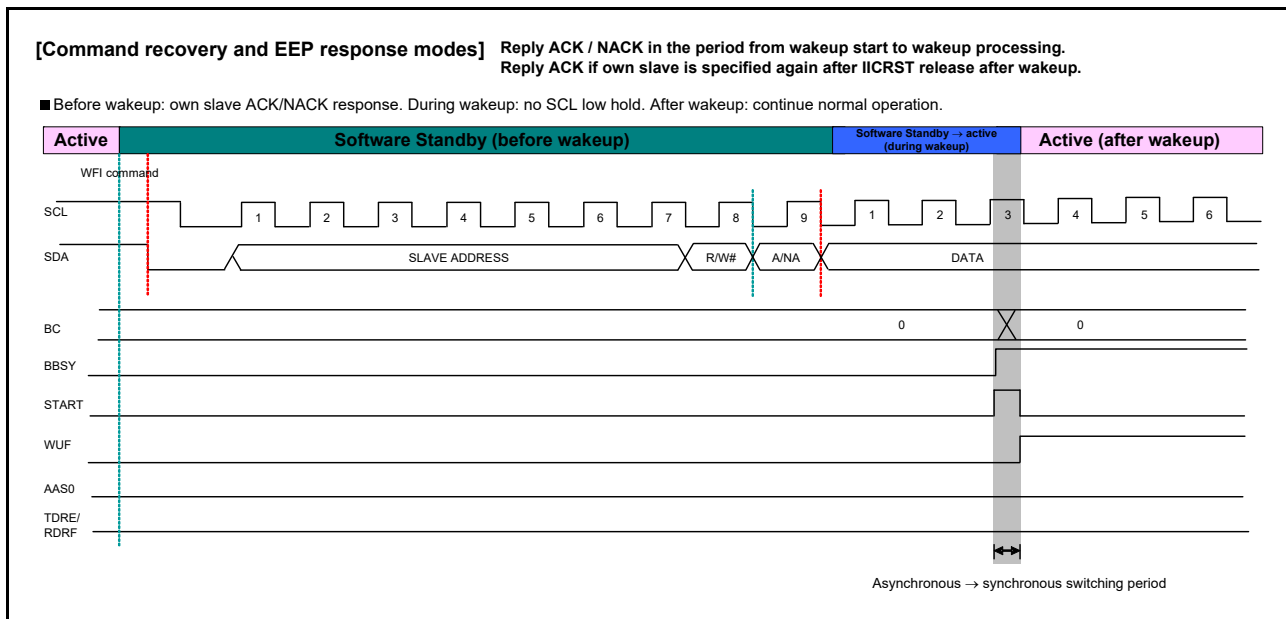 [Command recovery and EEP response modes] Reply ACK / NACK in the period from wakeup start to wakeup processing.
Reply ACK if own slave is specified again after IICRST release after wakeup.
■ Before wakeup: own slave ACK/NACK response. During wakeup: no SCL low hold. After wakeup: continue normal operation.
Active Software Standby (before wakeup) Software Standby → active (during wakeup) Active (after wakeup)
WFI command
SCL 1 2 3 4 5 6 7 8 9 1 2 3 4 5 6
SDA SLAVE ADDRESS R/W# A/NA DATA
BC 0 0
BBSY
START
WUF
AAS0
TDRE/
RDRF
Asynchronous → synchronous switching period